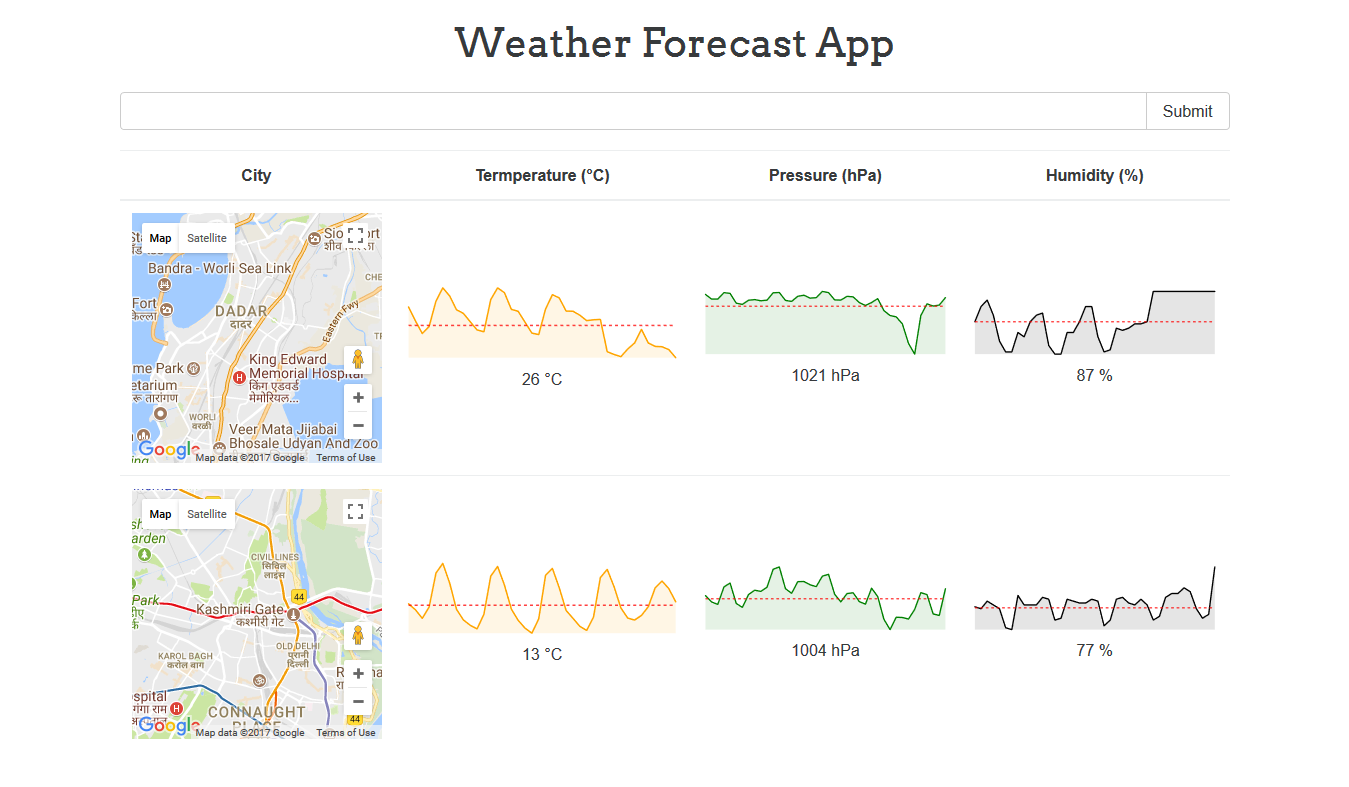 Weather Forecast App
Submit
City Termperature (°C) Pressure (hPa) Humidity (%)
Map Satellite
शीव
Bandra - Worli Sea Link
Fort
किल्ला
DADAR
दादर
Eastern Fwy
King Edward
Memorial Hospital
किंग एडवर्ड
मेमोरियल...
me Park
etarium
रू तारांगण
WORLI
वरळी
Veer Mata Jijabai
Bhosale Udyan And Zoo
Google Map data ©2017 Google Terms of Use
26 °C 1021 hPa 87 %
Map Satellite
arden
CIVIL LINES
सिविल
लाइंस
44
Park
Kashmiri Gate
कश्मीरी गेट
OLD DELHI
पुरानी
दिल्ली
KAROL BAGH
करोल बाग
spital
गंगा राम
CONNAUGHT
PLACE
44
Google Map data ©2017 Google Terms of Use
13 °C 1004 hPa 77 %